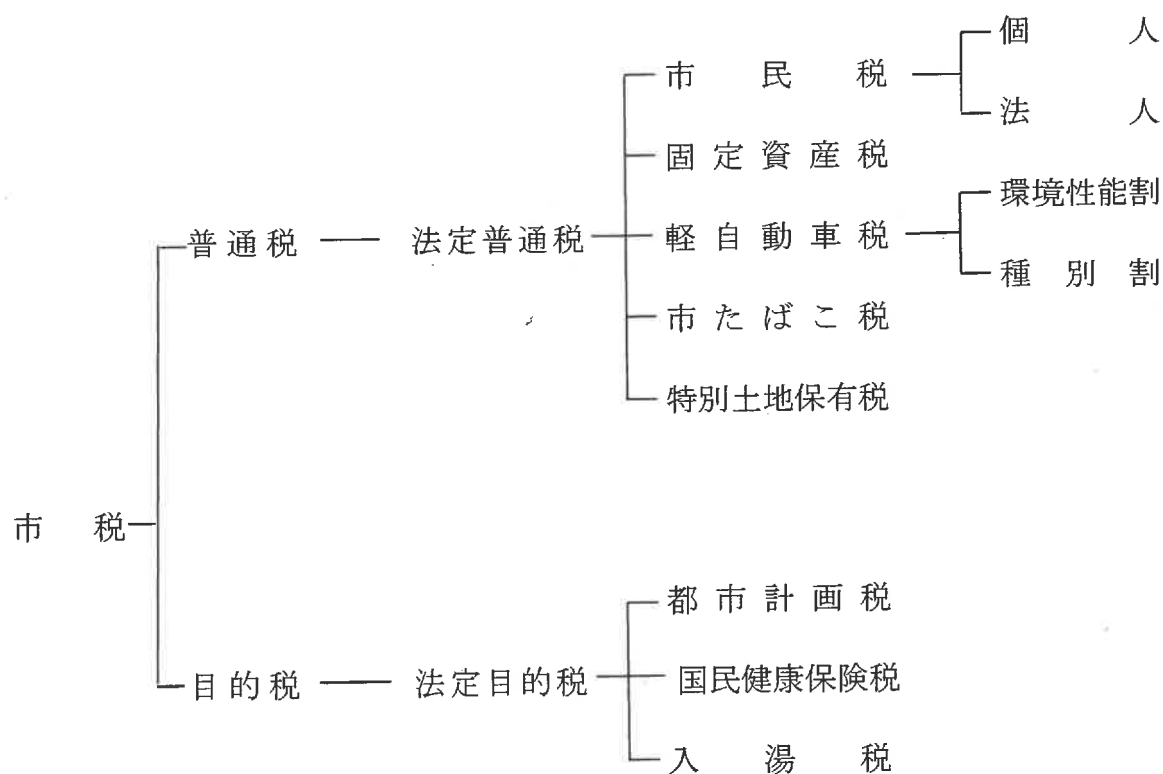 市税
普通税
法定普通税
市民税
個人
法人
固定資産税
軽自動車税
環境性能割
種別割
市たばこ税
特別土地保有税
目的税
法定目的税
都市計画税
国民健康保険税
入湯税